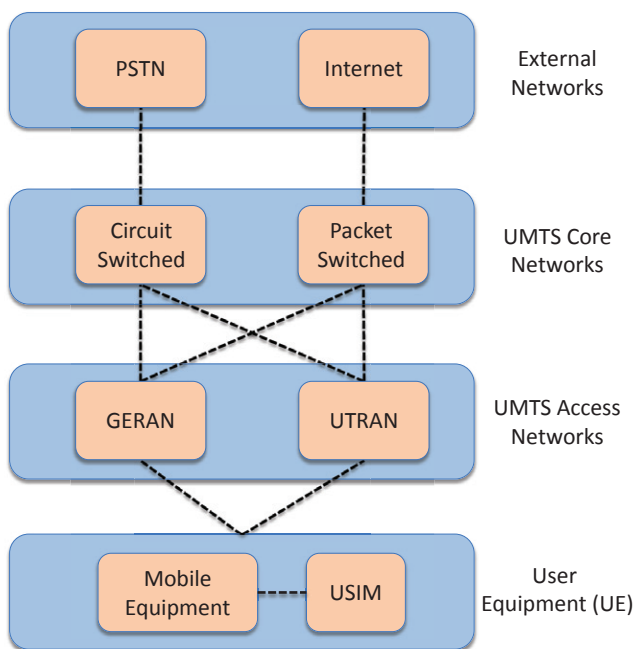 PSTN
Internet
External
Networks
Circuit
Switched
Packet
Switched
UMTS Core
Networks
GERAN
UTRAN
UMTS Access
Networks
Mobile
Equipment
USIM
User
Equipment (UE)